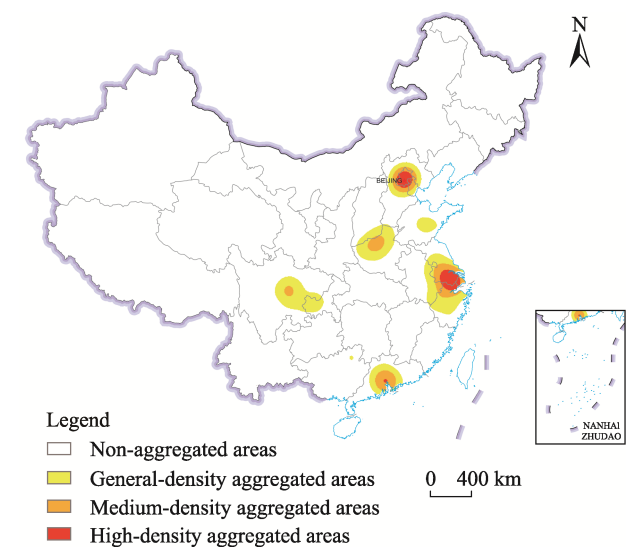 N
BEIJING
NANHAI
ZHUDAO
Legend
Non-aggregated areas
General-density aggregated areas
Medium-density aggregated areas
High-density aggregated areas
0 400 km